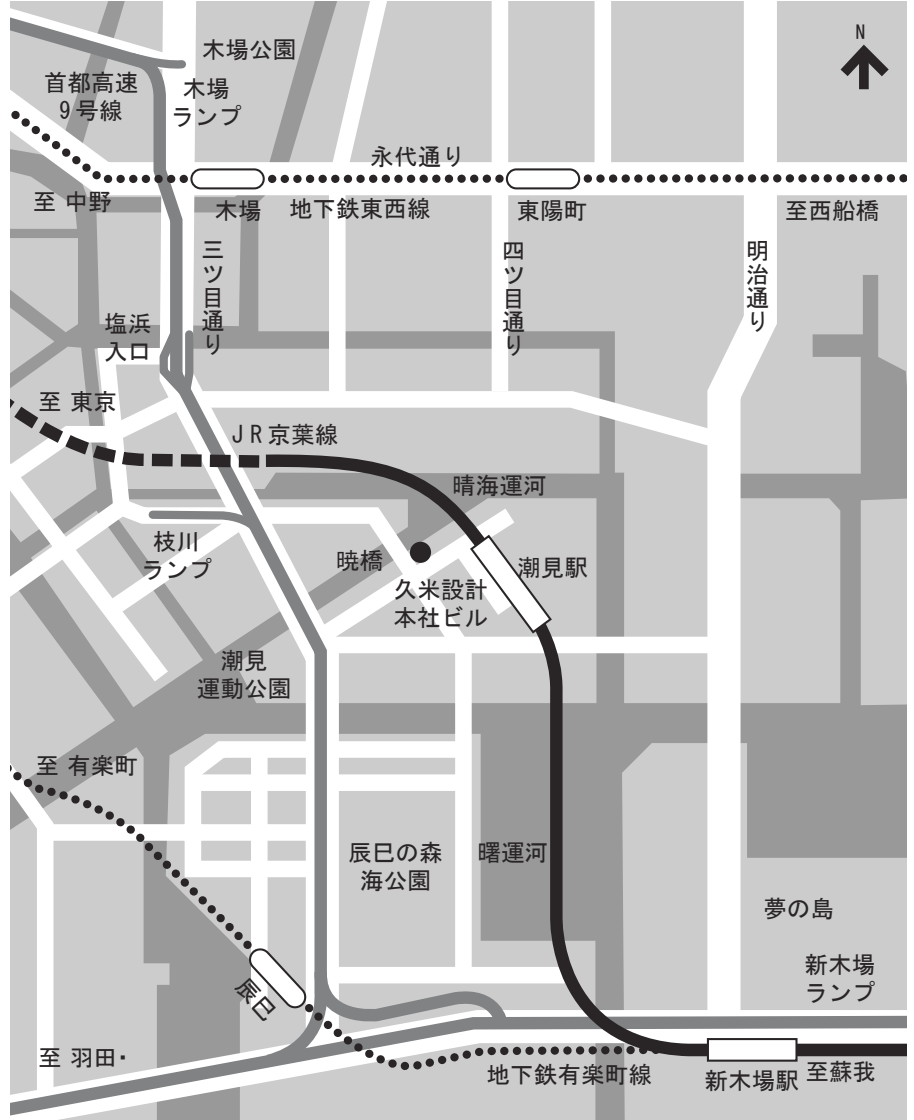 N
木場公園
首都高速
9号線
木場
ランプ
永代通り
至 中野
木場
地下鉄東西線
東陽町
至西船橋
三ツ目通り
四ツ目通り
明治通り
塩浜
入口
至 東京
JR京葉線
晴海運河
枝川
ランプ
暁橋
潮見駅
久米設計
本社ビル
潮見
運動公園
至 有楽町
辰巳の森
海公園
曙運河
夢の島
新木場
ランプ
辰巳
至 羽田・
地下鉄有楽町線
新木場駅
至蘇我